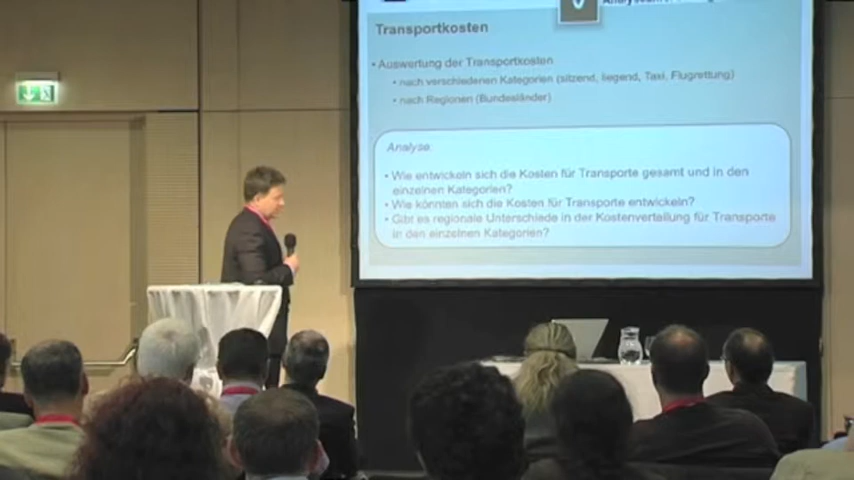 Transportkosten
• Auswertung der Transportkosten
• nach verschiedenen Kategorien (sitzend, liegend, Taxi, Flugrettung)
• nach Regionen (Bundesländer)
Analyse:
• Wie entwickeln sich die Kosten für Transporte gesamt und in den
einzelnen Kategorien?
• Wie könnten sich die Kosten für Transporte entwickeln?
• Gibt es regionale Unterschiede in der Kostenverteilung für Transporte
in den einzelnen Kategorien?